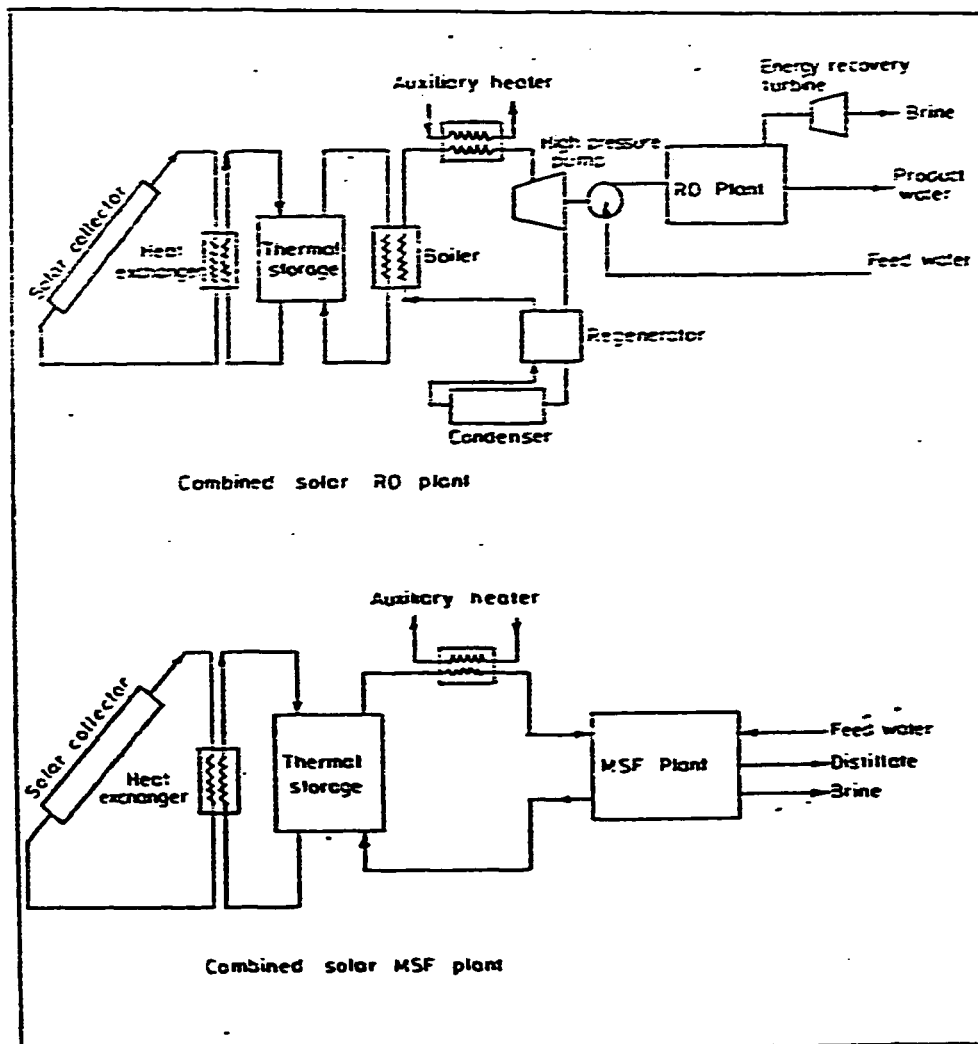 Energy recovery
turbine
Brine
Auxiliary heater
High pressure
pump
RO Plant
Product
water
Feed water
Solar collector
Heat
exchanger
Thermal
storage
Boiler
Regenerator
Condenser
Combined solar RO plant
Auxiliary heater
Solar collector
Heat
exchanger
Thermal
storage
MSF Plant
Feed water
Distillate
Brine
Combined solar MSF plant